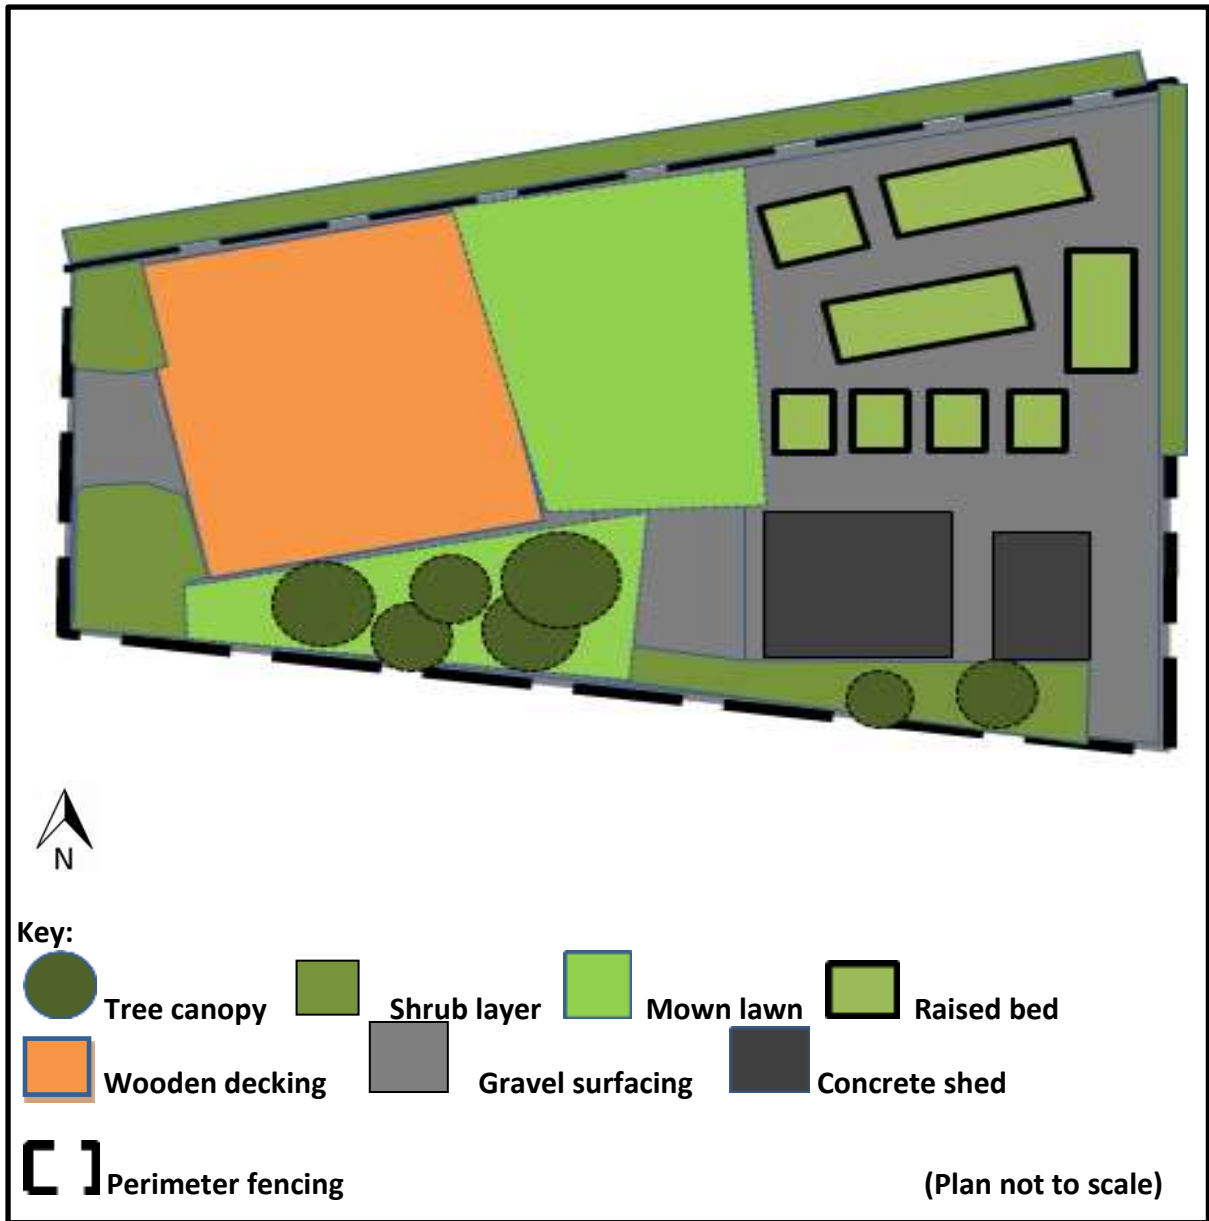 N
Key:
Tree canopy Shrub layer Mown lawn Raised bed
Wooden decking Gravel surfacing Concrete shed
Perimeter fencing (Plan not to scale)